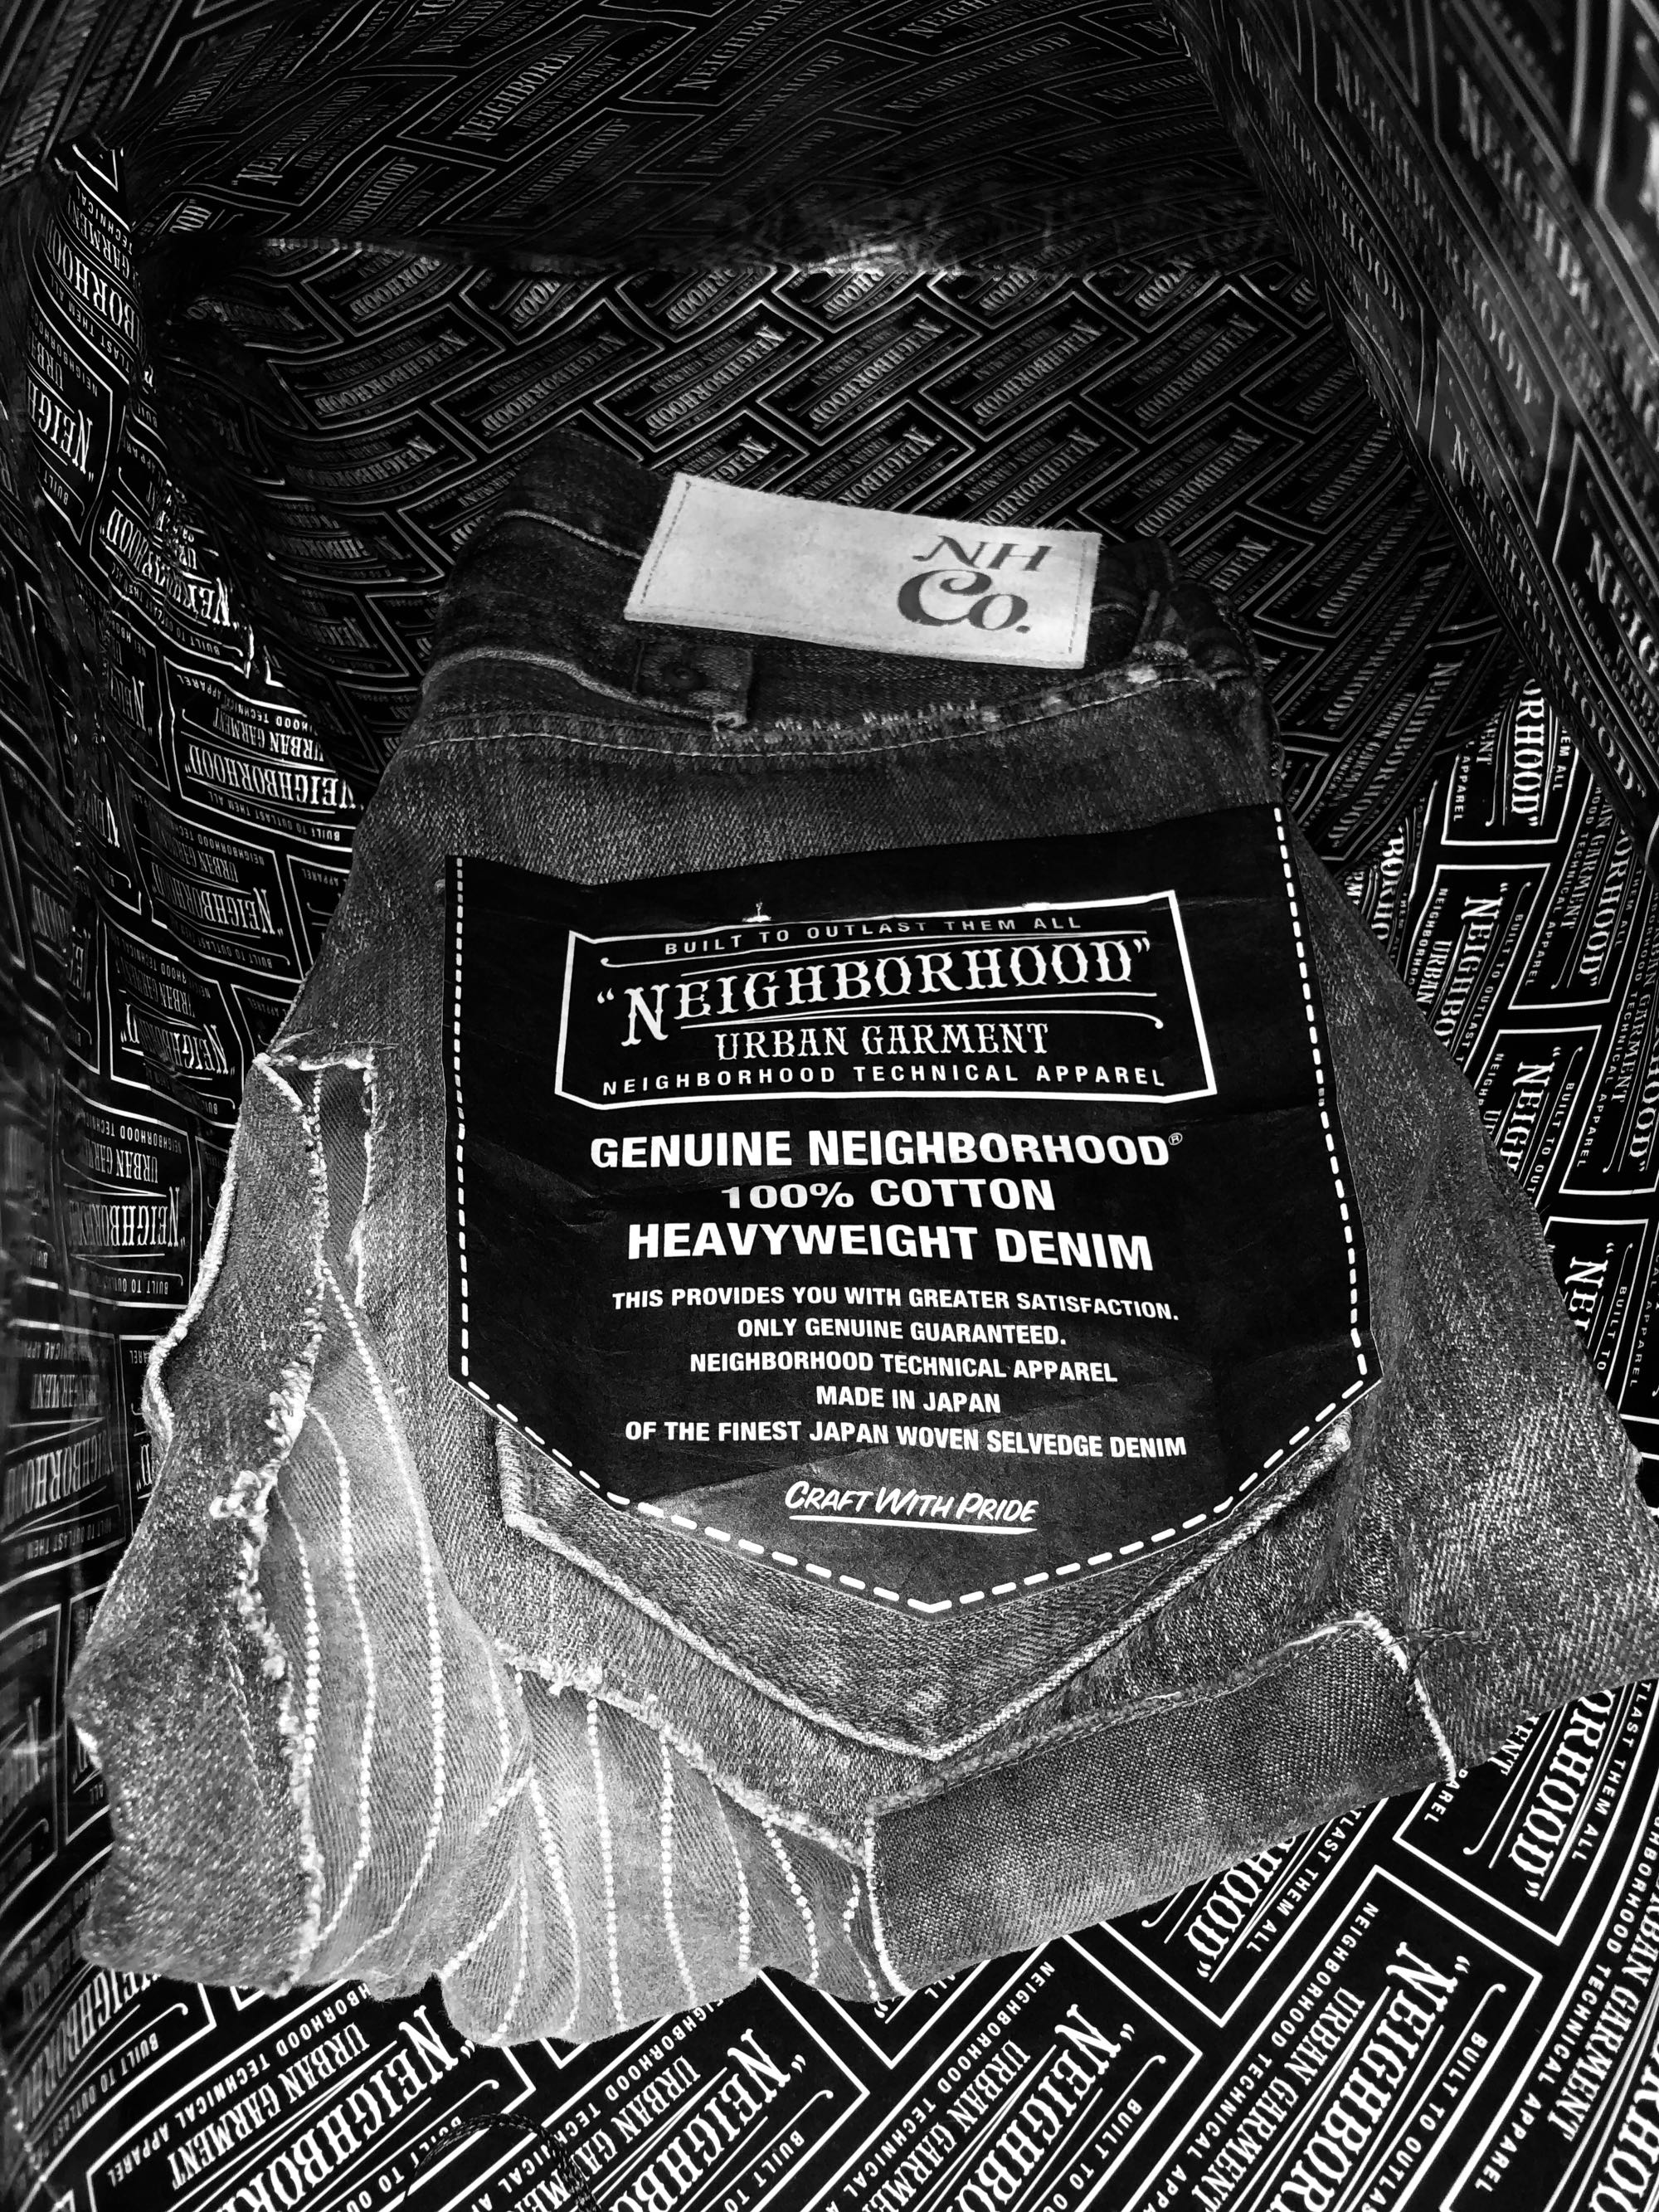 NH
Co.
BUILT TO OUTLAST THEM ALL
"NEIGHBORHOOD"
URBAN GARMENT
NEIGHBORHOOD TECHNICAL APPAREL
GENUINE NEIGHBORHOOD®
100% COTTON
HEAVYWEIGHT DENIM
THIS PROVIDES YOU WITH GREATER SATISFACTION.
ONLY GENUINE GUARANTEED.
NEIGHBORHOOD TECHNICAL APPAREL
MADE IN JAPAN
OF THE FINEST JAPAN WOVEN SELVEDGE DENIM
CRAFT WITH PRIDE